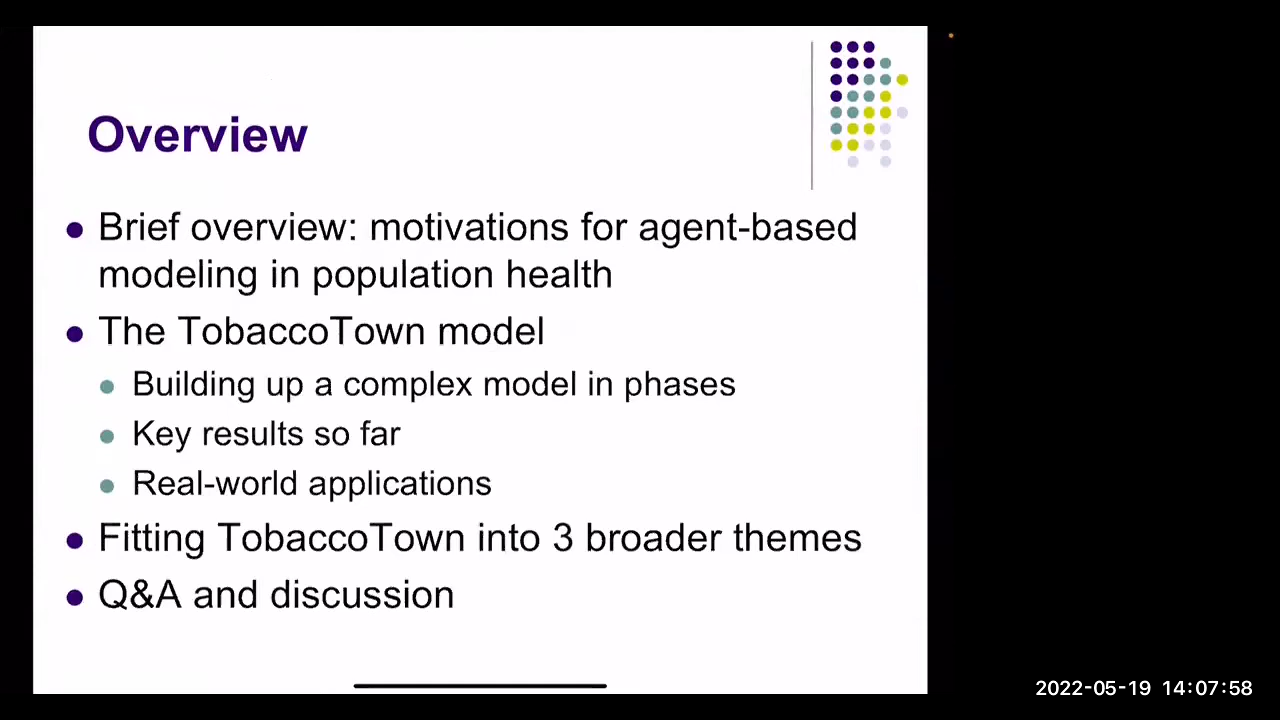 Overview
Brief overview: motivations for agent-based
modeling in population health
The TobaccoTown model
Building up a complex model in phases
Key results so far
Real-world applications
Fitting TobaccoTown into 3 broader themes
Q&A and discussion
2022-05-19 14:07:58